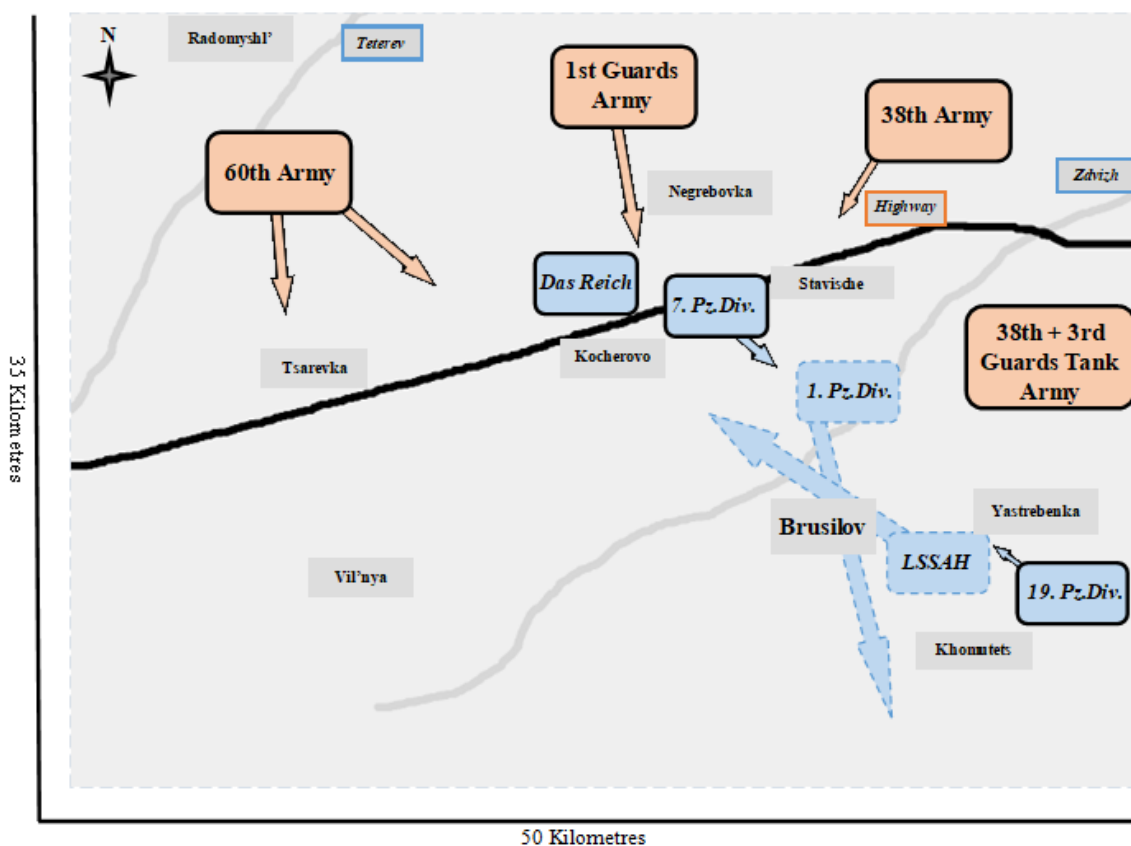 N
Radomyshl’
Teterev
1st Guards
Army
38th Army
60th Army
Negrebovka
Zdvizh
Highway
Das Reich
7. Pz.Div.
Stavische
38th + 3rd
Guards Tank
Army
Tsarevka
Kocherovo
1. Pz.Div.
35 Kilometres
Yastrebenka
Brusilov
LSSAH
19. Pz.Div.
Vil’nya
Khomutets
50 Kilometres